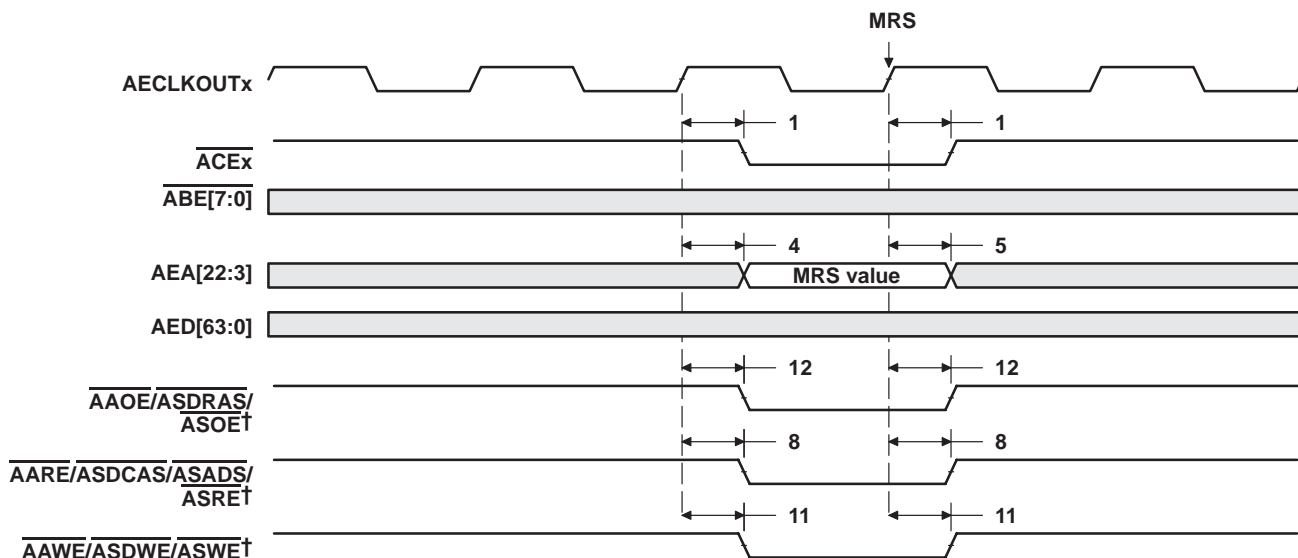 MRS
AECLKOUTx
1 1
ACEx
ABE[7:0]
4 5
AEA[22:3] MRS value
AED[63:0]
12 12
AAOE/ASDRAS/
ASOE†
8 8
AARE/ASDCAS/ASADS/
ASRE†
11 11
AAWE/ASDWE/ASWE†